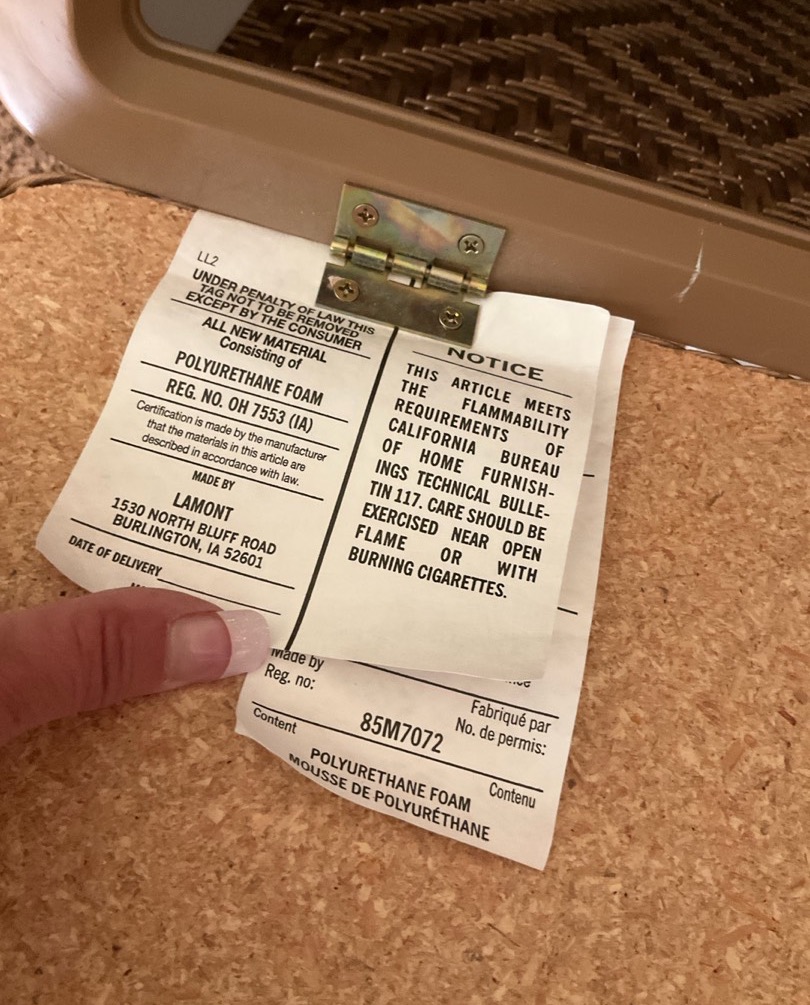 LL2
UNDER PENALTY OF LAW THIS
TAG NOT TO BE REMOVED
EXCEPT BY THE CONSUMER
ALL NEW MATERIAL
Consisting of
POLYURETHANE FOAM
REG. NO. OH 7553 (IA)
Certification is made by the manufacturer
that the materials in this article are
described in accordance with law.
MADE BY
LAMONT
1530 NORTH BLUFF ROAD
BURLINGTON, IA 52601
DATE OF DELIVERY
NOTICE
THIS ARTICLE MEETS
THE FLAMMABILITY
REQUIREMENTS OF
CALIFORNIA BUREAU
OF HOME FURNISH-
INGS TECHNICAL BULLE-
TIN 117. CARE SHOULD BE
EXERCISED NEAR OPEN
FLAME OR WITH
BURNING CIGARETTES.
Made by
Reg. no:
Fabriqué par
No. de permis:
85M7072
Content
Contenu
POLYURETHANE FOAM
MOUSSE DE POLYURÉTHANE